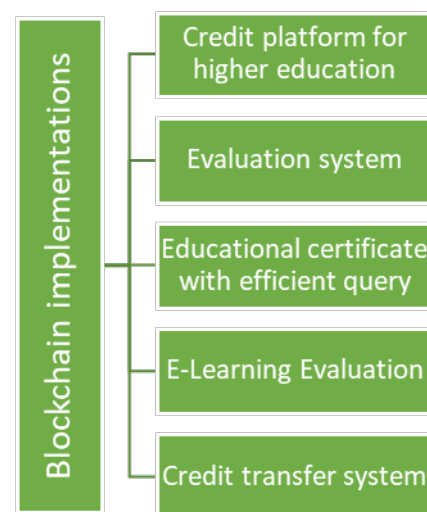 Blockchain implementations
Credit platform for
higher education
Evaluation system
Educational certificate
with efficient query
E-Learning Evaluation
Credit transfer system